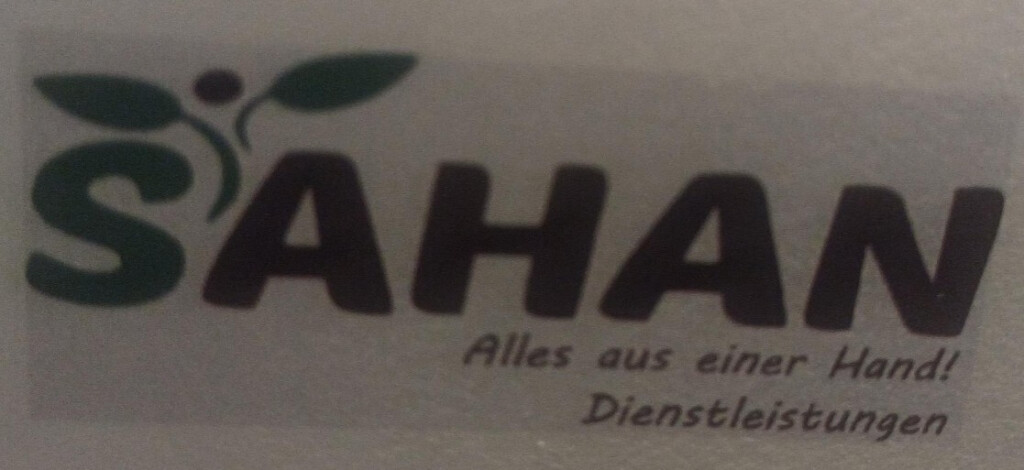 SAHAN
Alles aus einer Hand!
Dienstleistungen